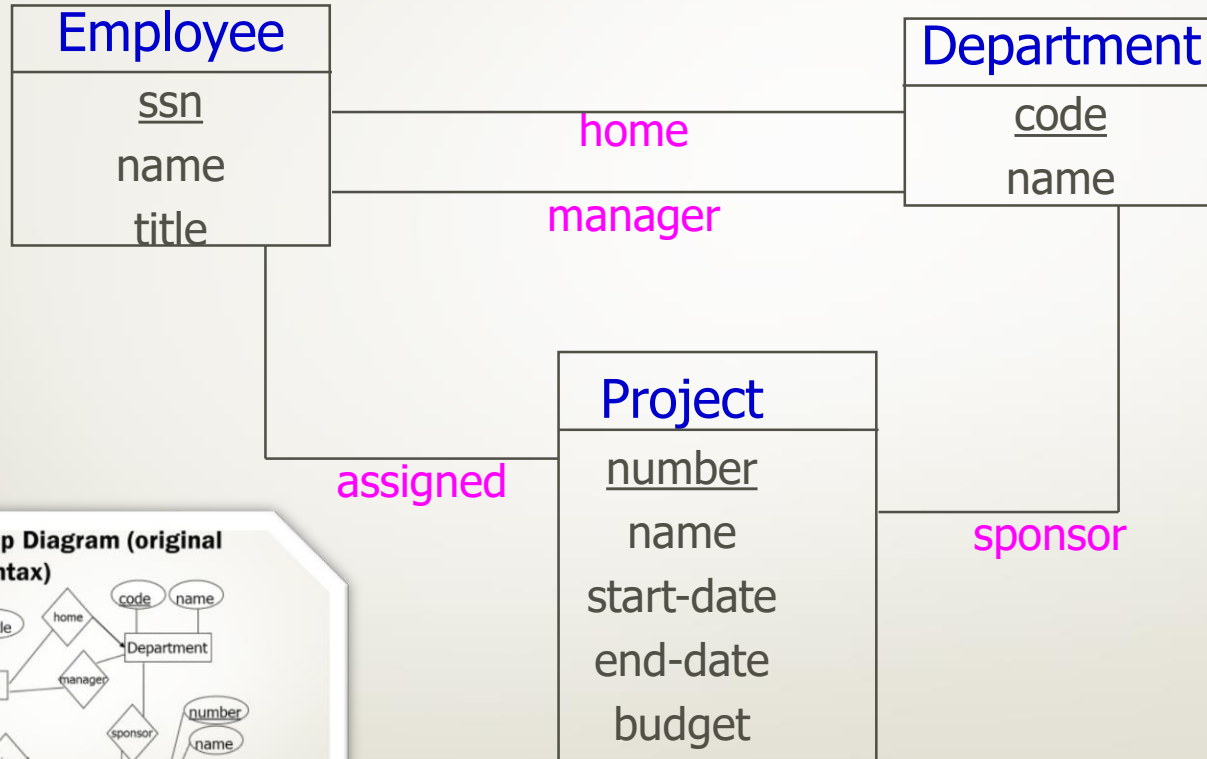 Employee
ssn
name
title
home
manager
Department
code
name
assigned
Project
number
name
start-date
end-date
budget
sponsor
p Diagram (original
ntax)
code
name
home
le
Department
manager
number
sponsor
name